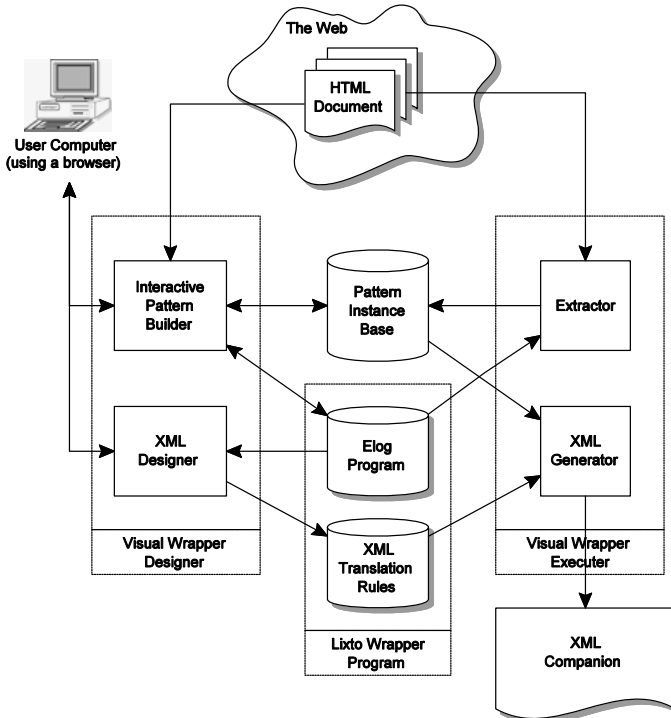 The Web
HTML
Document
User Computer
(using a browser)
Interactive
Pattern
Builder
Pattern
Instance
Base
Extractor
XML
Designer
Elog
Program
XML
Generator
XML
Translation
Rules
Visual Wrapper
Designer
Visual Wrapper
Executer
Lixto Wrapper
Program
XML
Companion